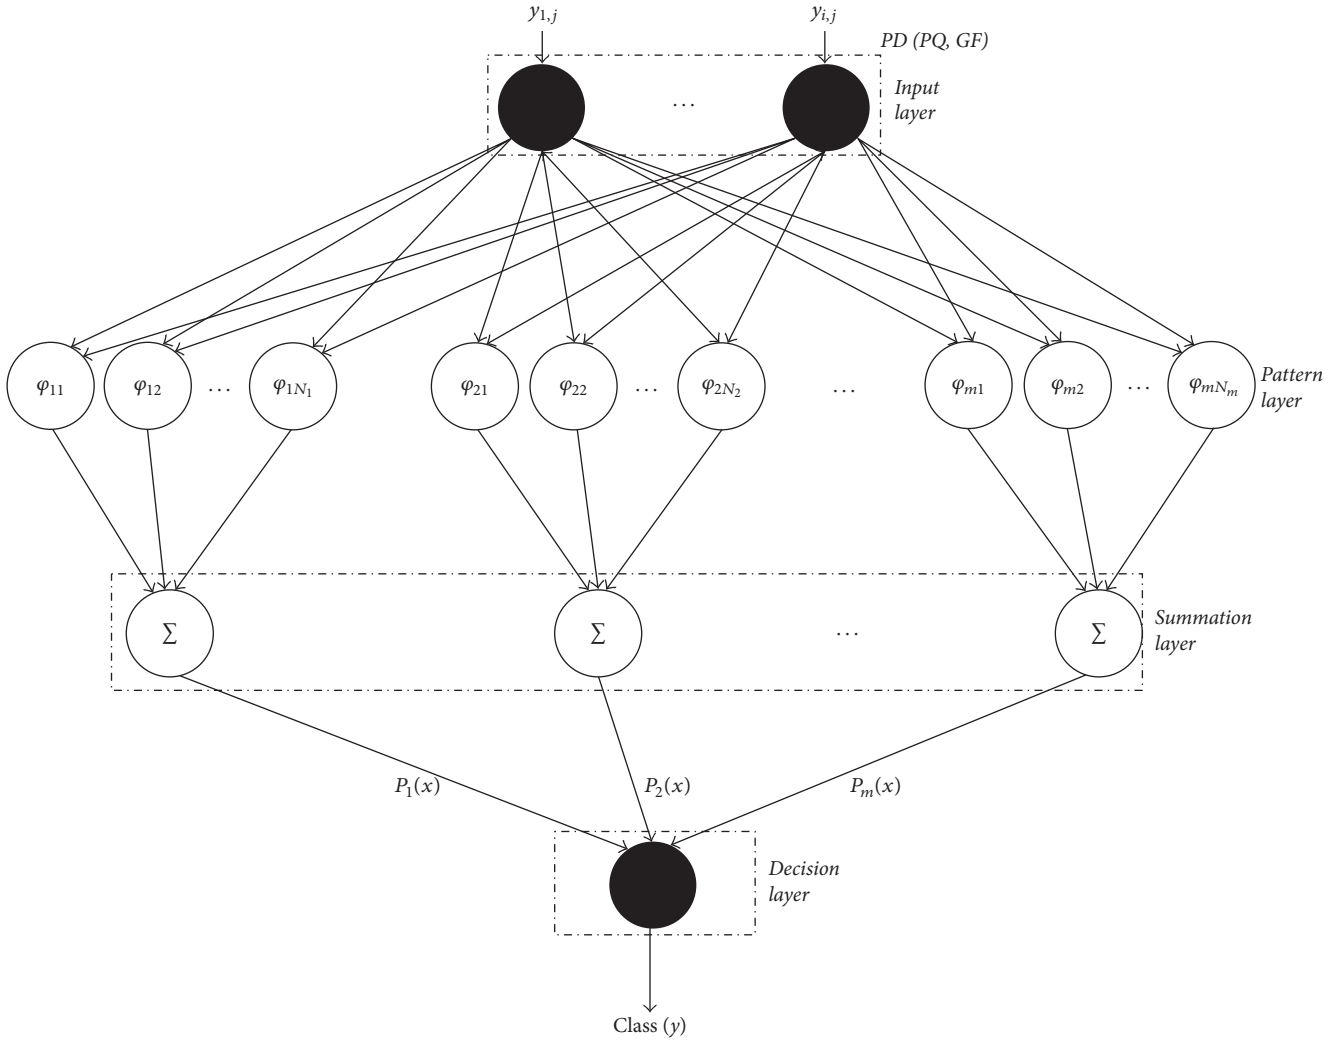 y1,j yi,j
PD (PQ, GF)
Input
layer
...
φ11 φ12 ... φ1N1 φ21 φ22 ... φ2N2 ... φm1 φm2 ... φmNm
Pattern
layer
∑ ∑ ... ∑
Summation
layer
P1(x) P2(x) Pm(x)
Decision
layer
Class (y)